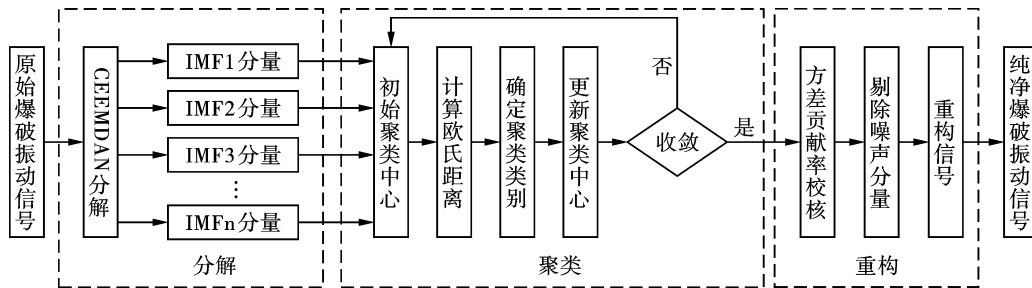 原始爆破振动信号
CEEMDAN分解
IMF1分量
IMF2分量
IMF3分量
...
IMFn分量
分解
初始聚类中心
计算欧氏距离
确定聚类类别
更新聚类中心
收敛
否
是
聚类
方差贡献率校核
剔除噪声分量
重构信号
重构
纯净爆破振动信号